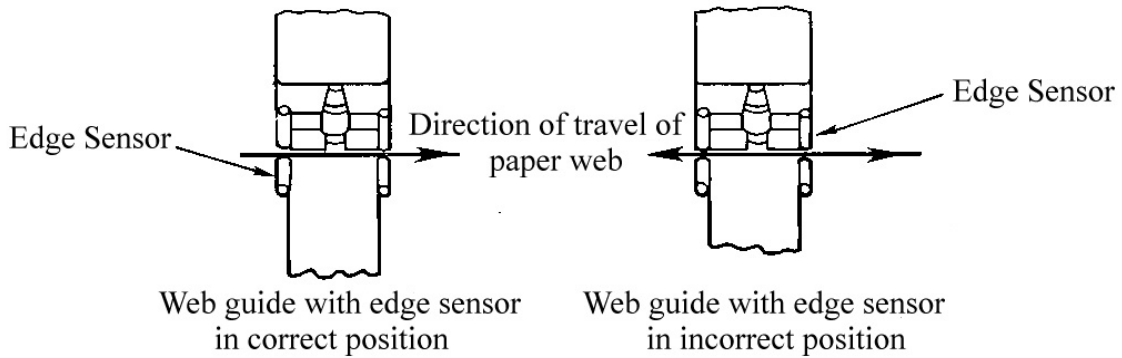 Edge Sensor
Direction of travel of
paper web
Edge Sensor
Web guide with edge sensor
in correct position
Web guide with edge sensor
in incorrect position